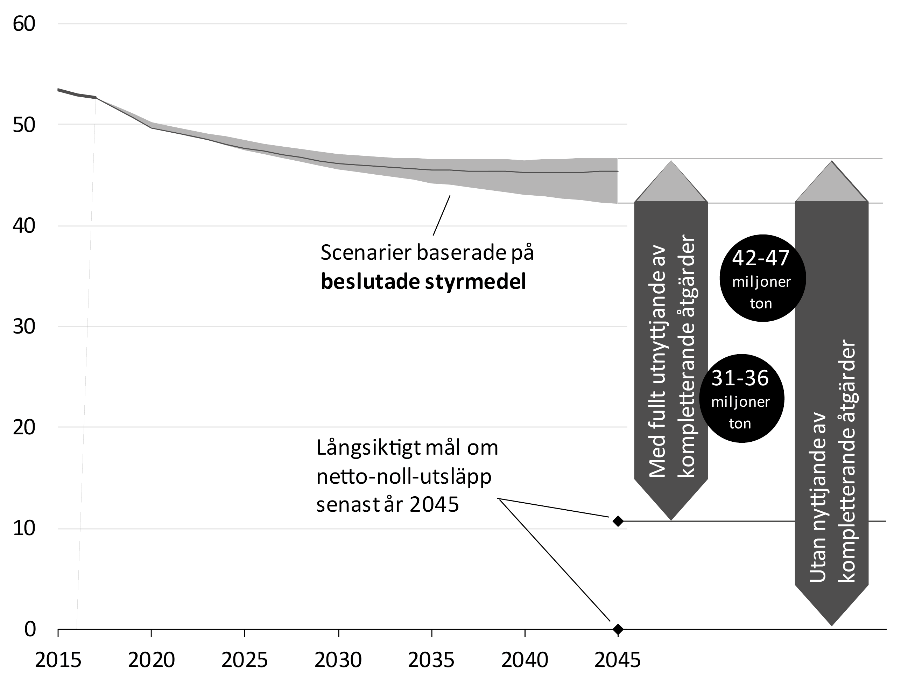 60
50
40
30
20
10
0
2015
2020
2025
2030
2035
2040
2045
Scenarier baserade på
beslutade styrmedel
Långsiktigt mål om
netto-noll-utsläpp
senast år 2045
Med fullt utnyttjande av
kompletterande åtgärder
42-47
miljoner
ton
31-36
miljoner
ton
Utan nyttjande av
kompletterande åtgärder